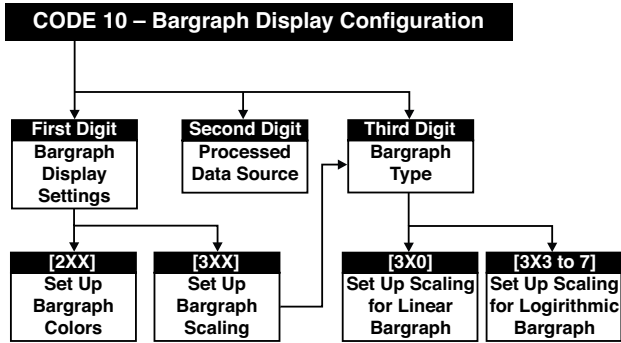 CODE 10 – Bargraph Display Configuration
First Digit
Bargraph
Display
Settings
Second Digit
Processed
Data Source
Third Digit
Bargraph
Type
[2XX]
Set Up
Bargraph
Colors
[3XX]
Set Up
Bargraph
Scaling
[3X0]
Set Up Scaling
for Linear
Bargraph
[3X3 to 7]
Set Up Scaling
for Logirithmic
Bargraph